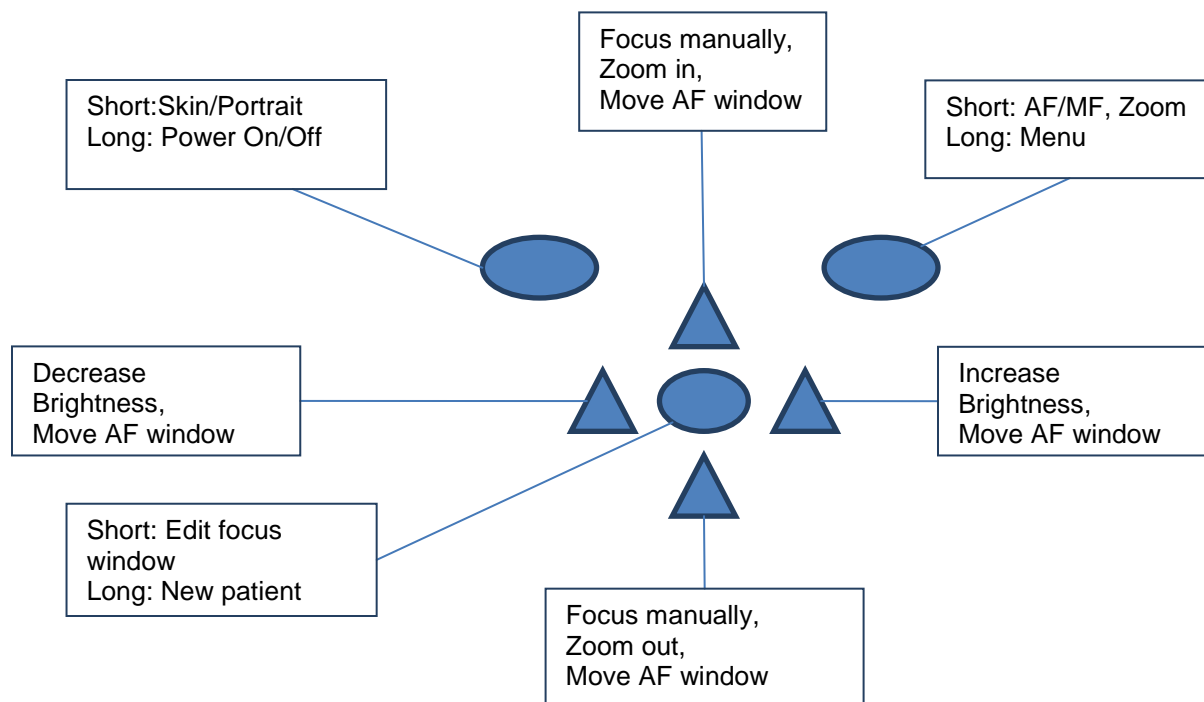 Focus manually,
Zoom in,
Move AF window
Short:Skin/Portrait
Long: Power On/Off
Short: AF/MF, Zoom
Long: Menu
Decrease
Brightness,
Move AF window
Increase
Brightness,
Move AF window
Short: Edit focus
window
Long: New patient
Focus manually,
Zoom out,
Move AF window